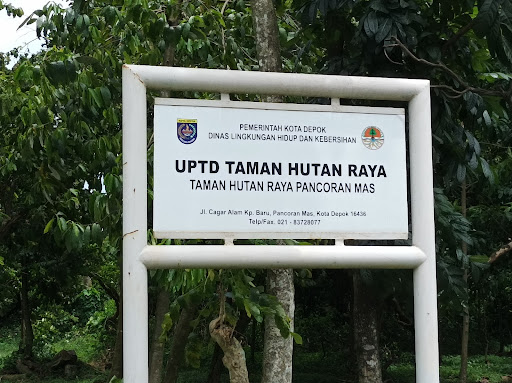 PEMERINTAH KOTA DEPOK
DINAS LINGKUNGAN HIDUP DAN KEBERSIHAN
UPTD TAMAN HUTAN RAYA
TAMAN HUTAN RAYA PANCORAN MAS
Jl. Cagar Alam Kp. Baru, Pancoran Mas, Kota Depok 16436
Telp/Fax. 021 - 83728077